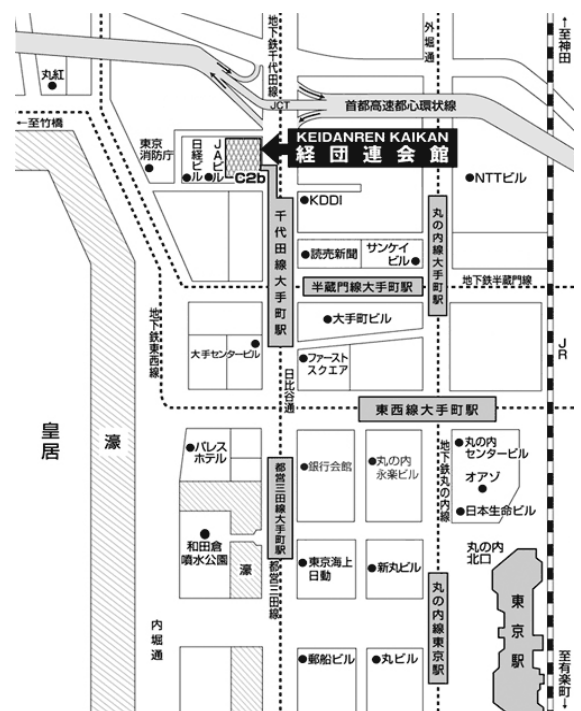 地下鉄千代田線
外堀通
←至神田
丸紅
JCT
首都高速都心環状線
←至竹橋
東京
消防庁
日経ビル
JAビル
C2b
KEIDANREN KAIKAN
経団連会館
KDDI
NTTビル
千代田線大手町駅
丸の内線大手町駅
読売新聞
サンケイ
ビル
半蔵門線大手町駅
地下鉄半蔵門線
地下鉄東西線
大手町ビル
大手センタービル
ファースト
スクエア
JR
日比谷通
東西線大手町駅
皇居
濠
パレス
ホテル
都営三田線大手町駅
銀行会館
丸の内
永楽ビル
地下鉄丸の内線
丸の内
センタービル
オアゾ
日本生命ビル
和田倉
噴水公園
濠
都営三田線
東京海上
日動
新丸ビル
丸の内
北口
丸の内線東京駅
東京駅
内堀通
郵船ビル
丸ビル
至有楽町→